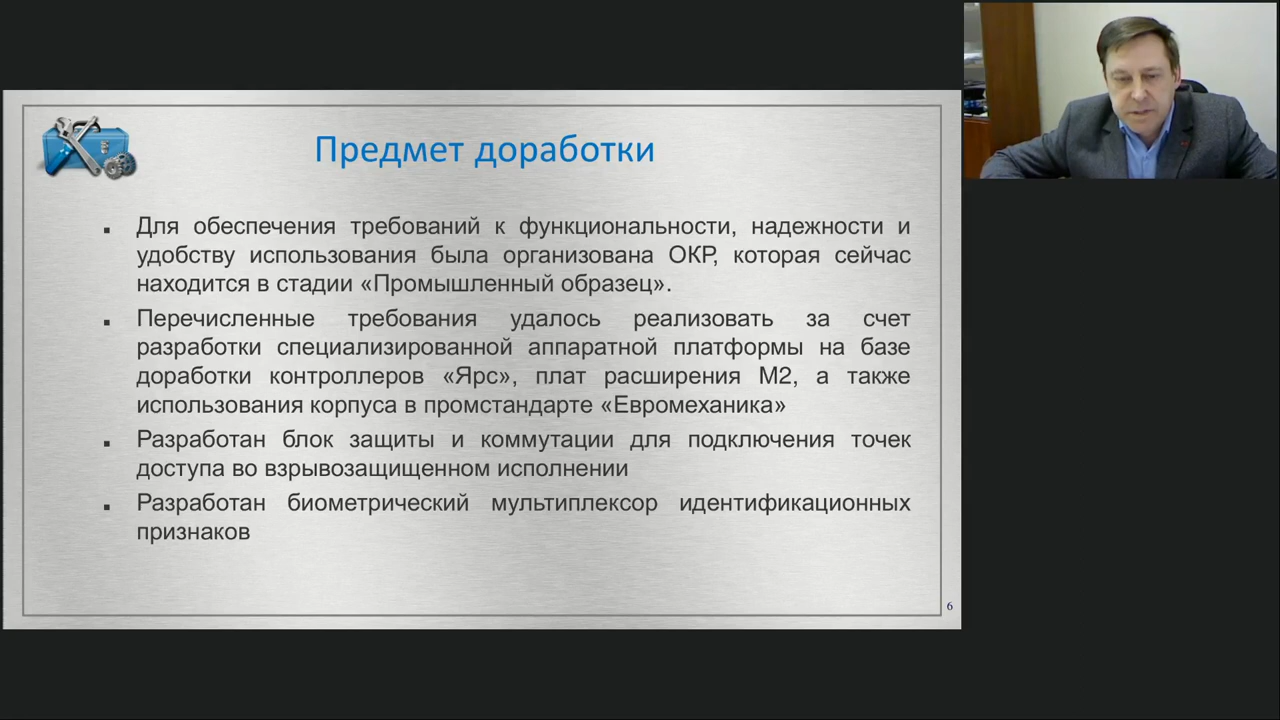 Предмет доработки
Для обеспечения требований к функциональности, надежности и
удобству использования была организована ОКР, которая сейчас
находится в стадии «Промышленный образец».
Перечисленные требования удалось реализовать за счет
разработки специализированной аппаратной платформы на базе
доработки контроллеров «Ярс», плат расширения М2, а также
использования корпуса в промстандарте «Евромеханика»
Разработан блок защиты и коммутации для подключения точек
доступа во взрывозащищенном исполнении
Разработан биометрический мультиплексор идентификационных
признаков
6